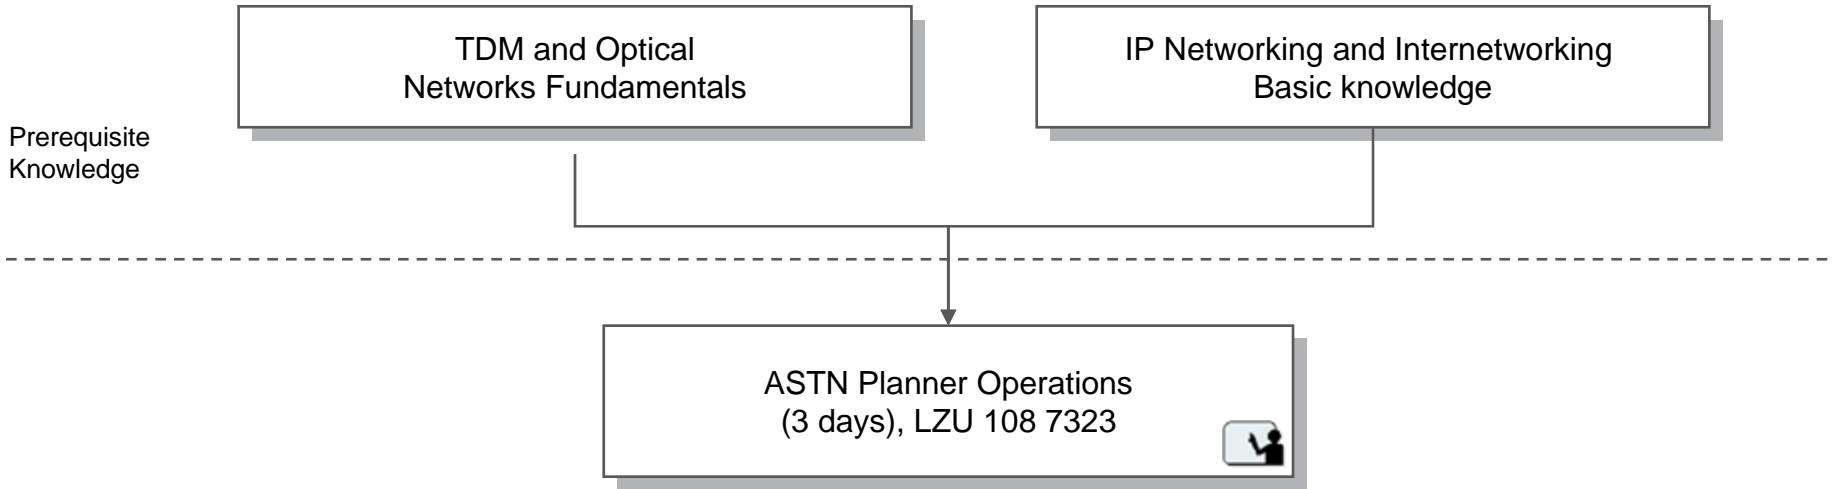 TDM and Optical
Networks Fundamentals
IP Networking and Internetworking
Basic knowledge
Prerequisite
Knowledge
ASTN Planner Operations
(3 days), LZU 108 7323